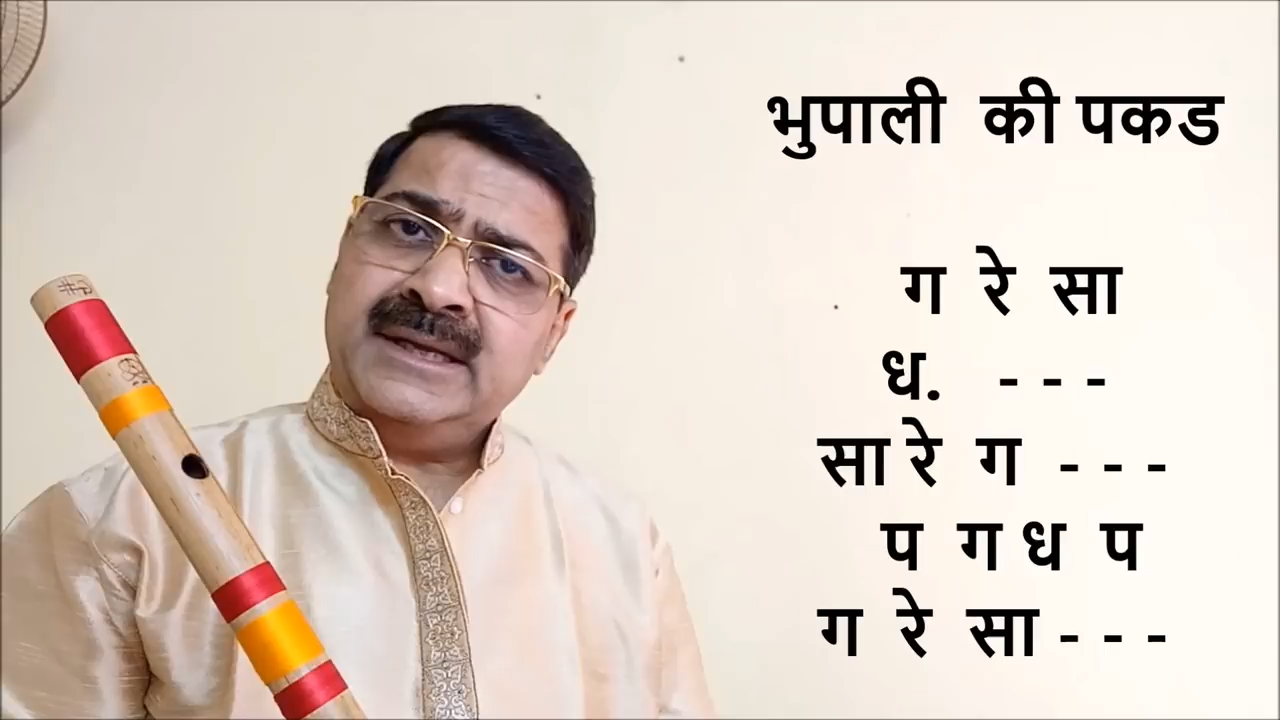 भुपाली की पकड
ग रे सा
ध. - - -
सा रे ग - - -
प ग ध प
ग रे सा - - -